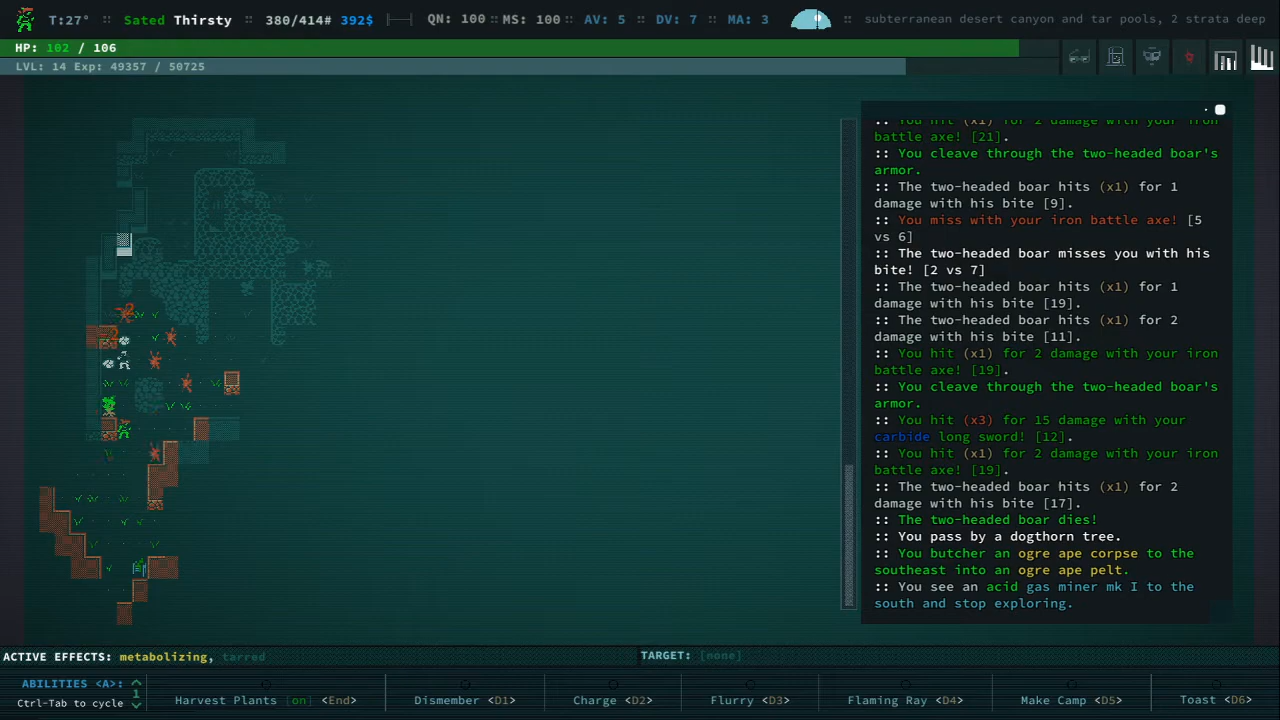 T:27° Sated Thirsty 380/414# 392$ QN: 100 :: MS: 100 :: AV: 5 :: DV: 7 :: MA: 3 :: subterranean desert canyon and tar pools, 2 strata deep
HP: 102 / 106
LVL: 14 Exp: 49357 / 50725
:: You hit (x1) for 2 damage with your iron
battle axe! [21].
:: You cleave through the two-headed boar's
armor.
:: The two-headed boar hits (x1) for 1
damage with his bite [9].
:: You miss with your iron battle axe! [5
vs 6]
:: The two-headed boar misses you with his
bite! [2 vs 7]
:: The two-headed boar hits (x1) for 1
damage with his bite [19].
:: The two-headed boar hits (x1) for 2
damage with his bite [11].
:: You hit (x1) for 2 damage with your iron
battle axe! [19].
:: You cleave through the two-headed boar's
armor.
:: You hit (x3) for 15 damage with your
carbide long sword! [12].
:: You hit (x1) for 2 damage with your iron
battle axe! [19].
:: The two-headed boar hits (x1) for 2
damage with his bite [17].
:: The two-headed boar dies!
:: You pass by a dogthorn tree.
:: You butcher an ogre ape corpse to the
southeast into an ogre ape pelt.
:: You see an acid gas miner mk I to the
south and stop exploring.
ACTIVE EFFECTS: metabolizing, tarred
TARGET: [none]
ABILITIES <A>:
Ctrl-Tab to cycle
1
Harvest Plants [on] <End>
Dismember <D1>
Charge <D2>
Flurry <D3>
Flaming Ray <D4>
Make Camp <D5>
Toast <D6>